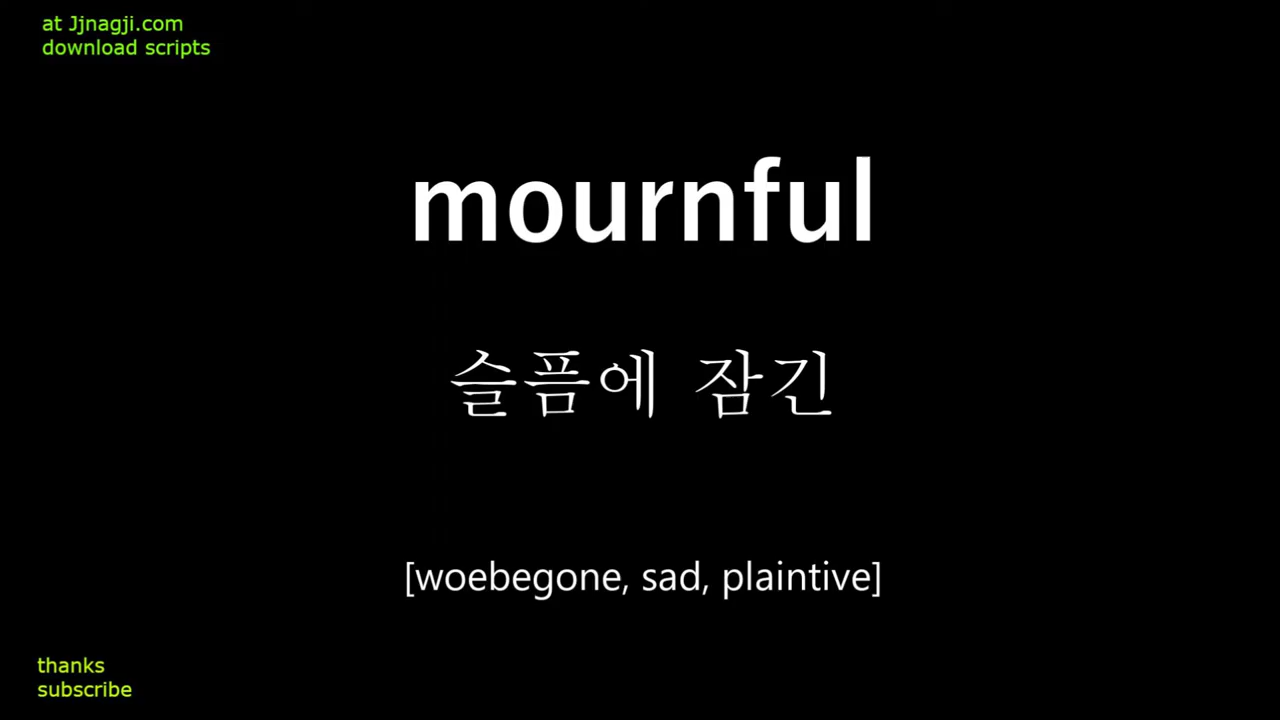 at Jjnagji.com
download scripts
mournful
슬픔에 잠긴
[woebegone, sad, plaintive]
thanks
subscribe